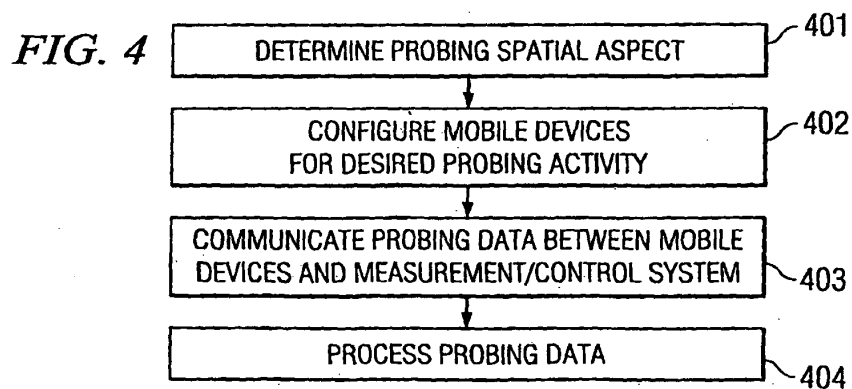 FIG. 4
DETERMINE PROBING SPATIAL ASPECT
401
CONFIGURE MOBILE DEVICES
FOR DESIRED PROBING ACTIVITY
402
COMMUNICATE PROBING DATA BETWEEN MOBILE
DEVICES AND MEASUREMENT/CONTROL SYSTEM
403
PROCESS PROBING DATA
404